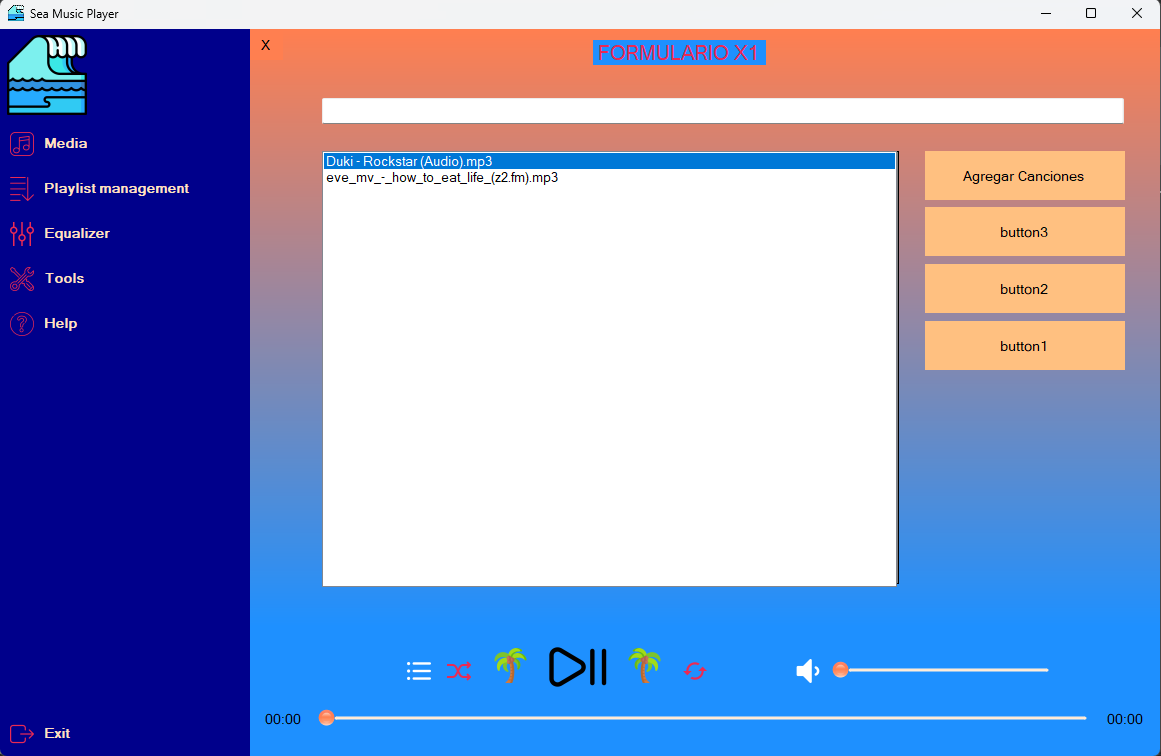 Sea Music Player
X
FORMULARIO X1
Media
Playlist management
Equalizer
Tools
Help
Exit
Duki - Rockstar (Audio).mp3
eve_mv_-_how_to_eat_life_(z2.fm).mp3
Agregar Canciones
button3
button2
button1
00:00
00:00